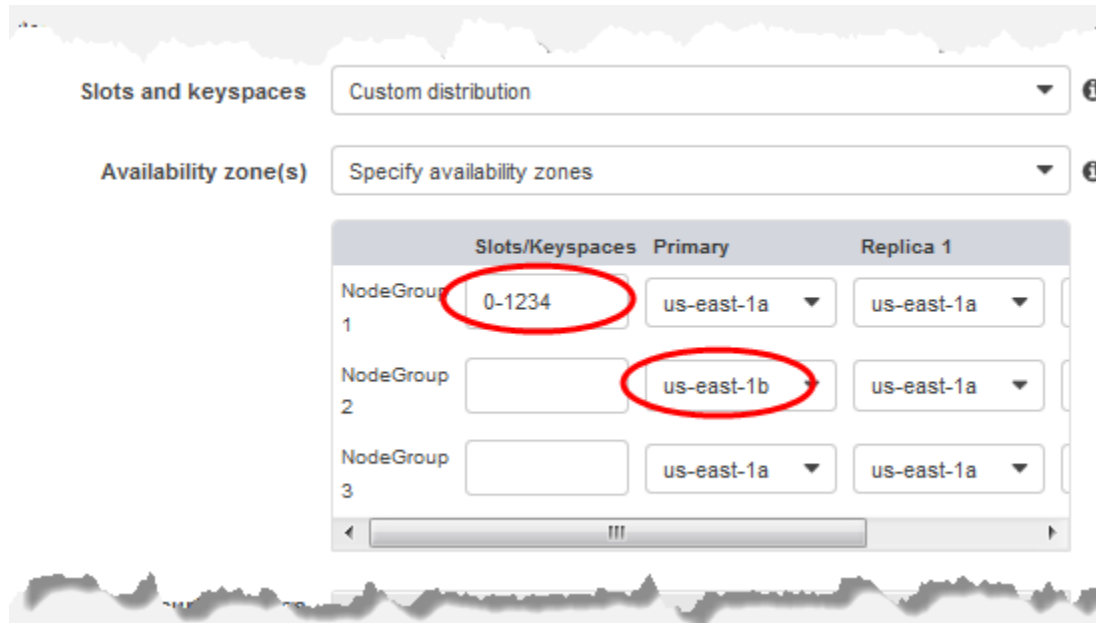 Slots and keyspaces Custom distribution
Availability zone(s) Specify availability zones
Slots/Keyspaces Primary Replica 1
NodeGroup 1 0-1234 us-east-1a us-east-1a
NodeGroup 2 us-east-1b us-east-1a
NodeGroup 3 us-east-1a us-east-1a